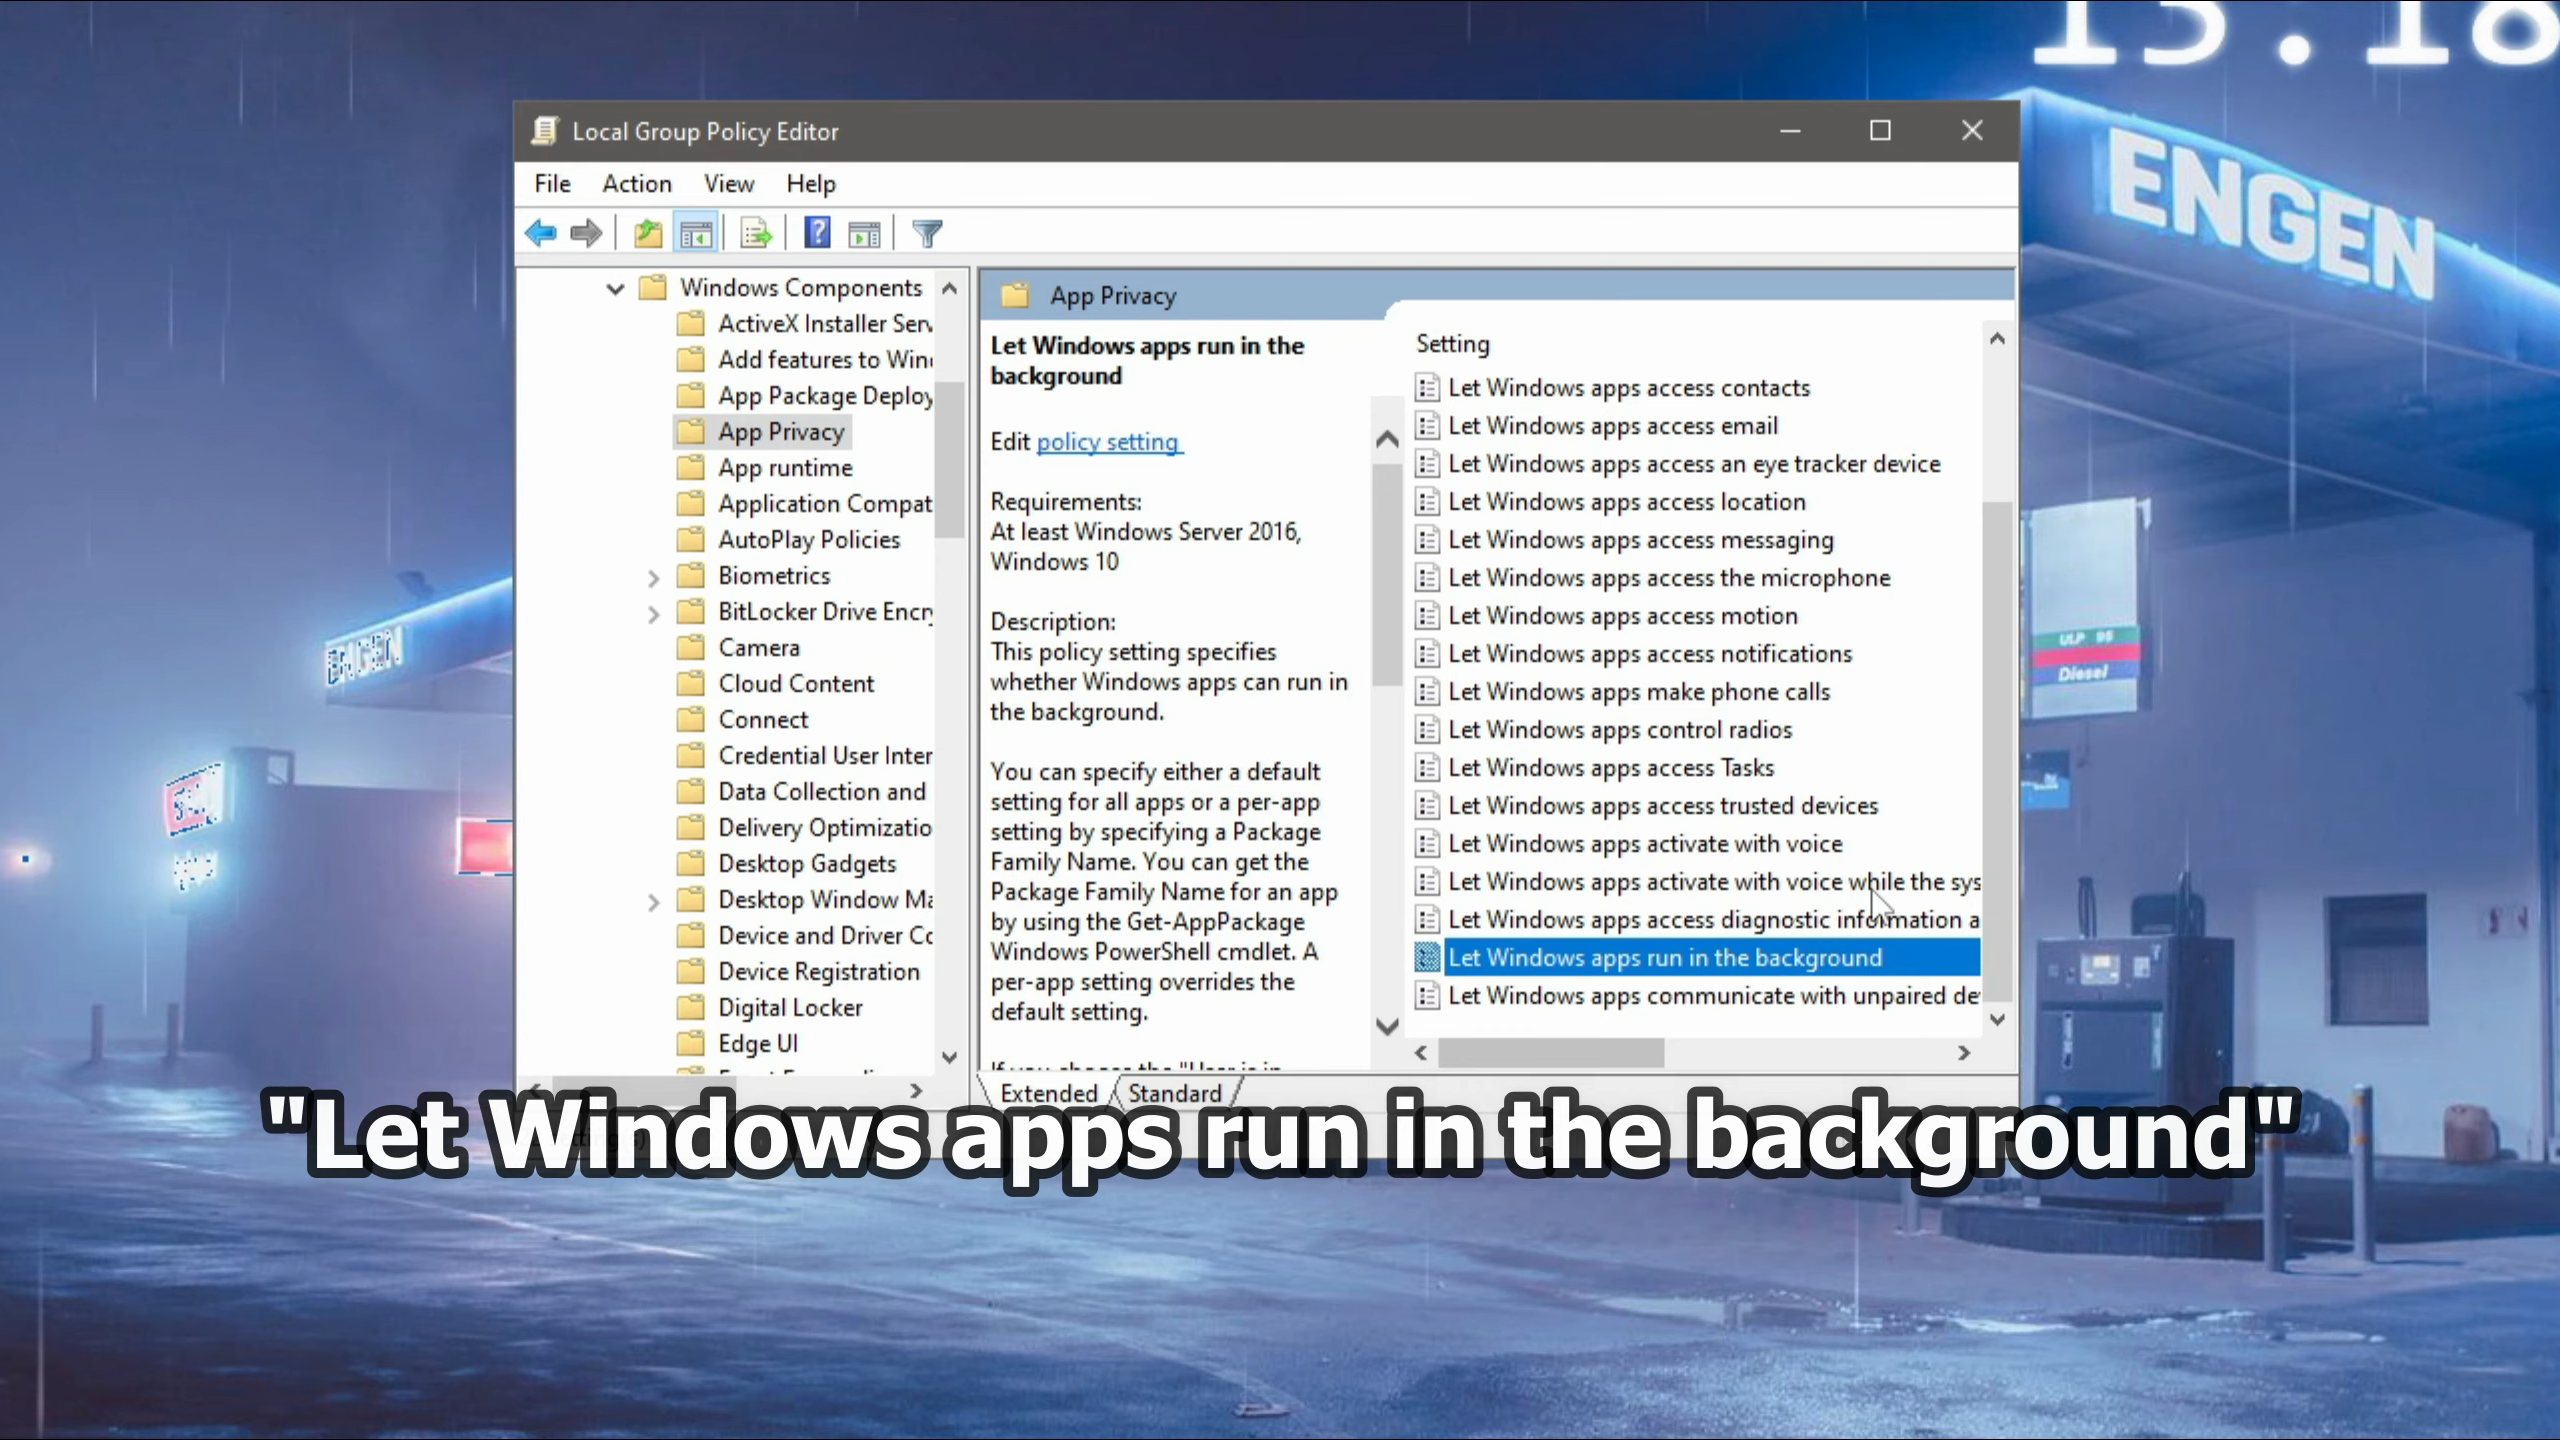 13:18
ENGEN
Local Group Policy Editor
File Action View Help
Windows Components
ActiveX Installer Serv
Add features to Wind
App Package Deploy
App Privacy
App runtime
Application Compat
AutoPlay Policies
Biometrics
BitLocker Drive Encry
Camera
Cloud Content
Connect
Credential User Inter
Data Collection and
Delivery Optimizatio
Desktop Gadgets
Desktop Window Ma
Device and Driver Co
Device Registration
Digital Locker
Edge UI
App Privacy
Let Windows apps run in the
background
Edit policy setting
Requirements:
At least Windows Server 2016,
Windows 10
Description:
This policy setting specifies
whether Windows apps can run in
the background.
You can specify either a default
setting for all apps or a per-app
setting by specifying a Package
Family Name. You can get the
Package Family Name for an app
by using the Get-AppPackage
Windows PowerShell cmdlet. A
per-app setting overrides the
default setting.
If you choose the "User is in
Setting
Let Windows apps access contacts
Let Windows apps access email
Let Windows apps access an eye tracker device
Let Windows apps access location
Let Windows apps access messaging
Let Windows apps access the microphone
Let Windows apps access motion
Let Windows apps access notifications
Let Windows apps make phone calls
Let Windows apps control radios
Let Windows apps access Tasks
Let Windows apps access trusted devices
Let Windows apps activate with voice
Let Windows apps activate with voice while the sys
Let Windows apps access diagnostic information a
Let Windows apps run in the background
Let Windows apps communicate with unpaired de
Extended Standard
ENGEN
ULP 95
Diesel
"Let Windows apps run in the background"